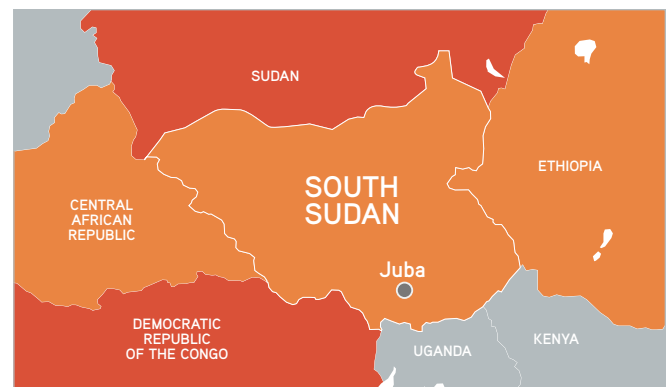 SUDAN
ETHIOPIA
SOUTH
SUDAN
CENTRAL
AFRICAN
REPUBLIC
Juba
DEMOCRATIC
REPUBLIC
OF THE CONGO
UGANDA
KENYA